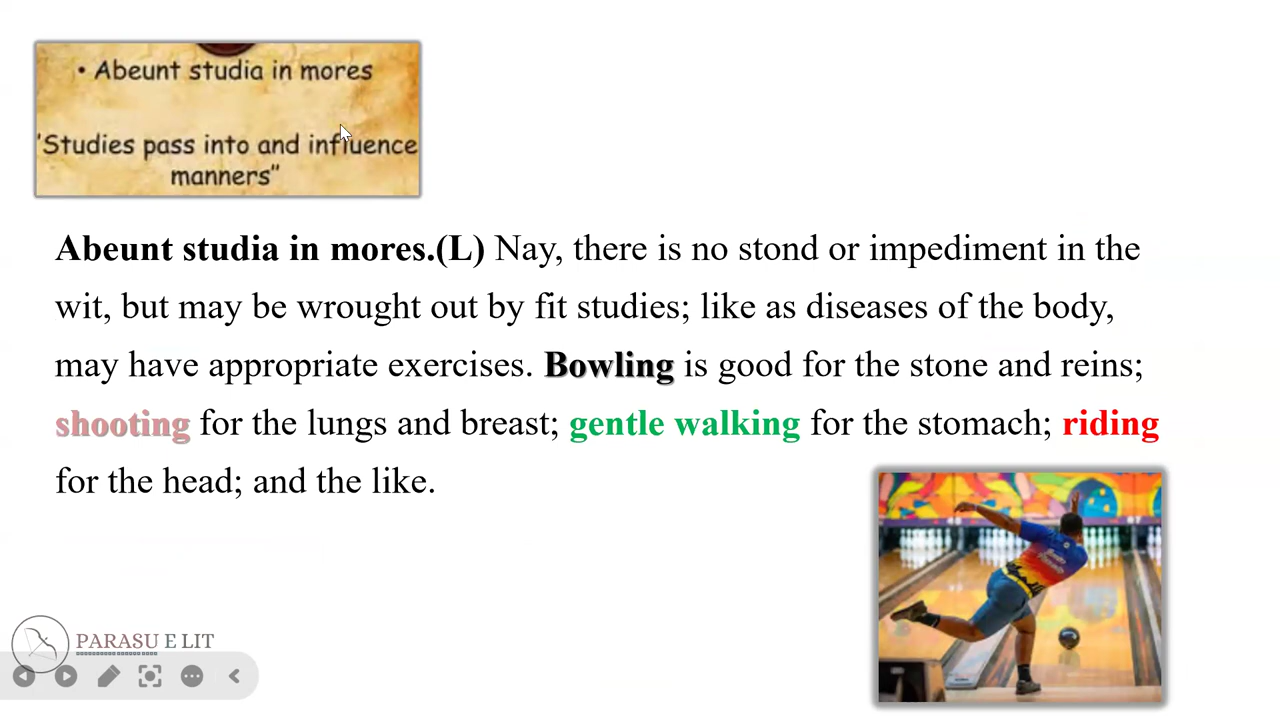 • Abeunt studia in mores
"Studies pass into and influence
manners"
Abeunt studia in mores.(L) Nay, there is no stond or impediment in the
wit, but may be wrought out by fit studies; like as diseases of the body,
may have appropriate exercises. Bowling is good for the stone and reins;
shooting for the lungs and breast; gentle walking for the stomach; riding
for the head; and the like.
PARASU E LIT